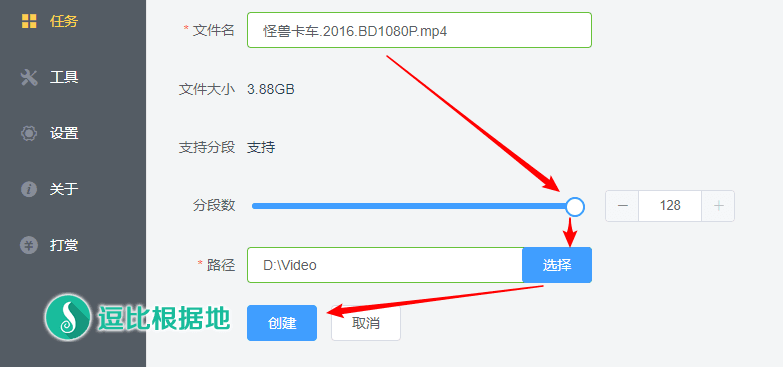 任务
工具
设置
关于
打赏
逗比根据地
* 文件名 怪兽卡车.2016.BD1080P.mp4
文件大小 3.88GB
支持分段 支持
分段数 − 128 +
* 路径 D:\Video 选择
创建 取消